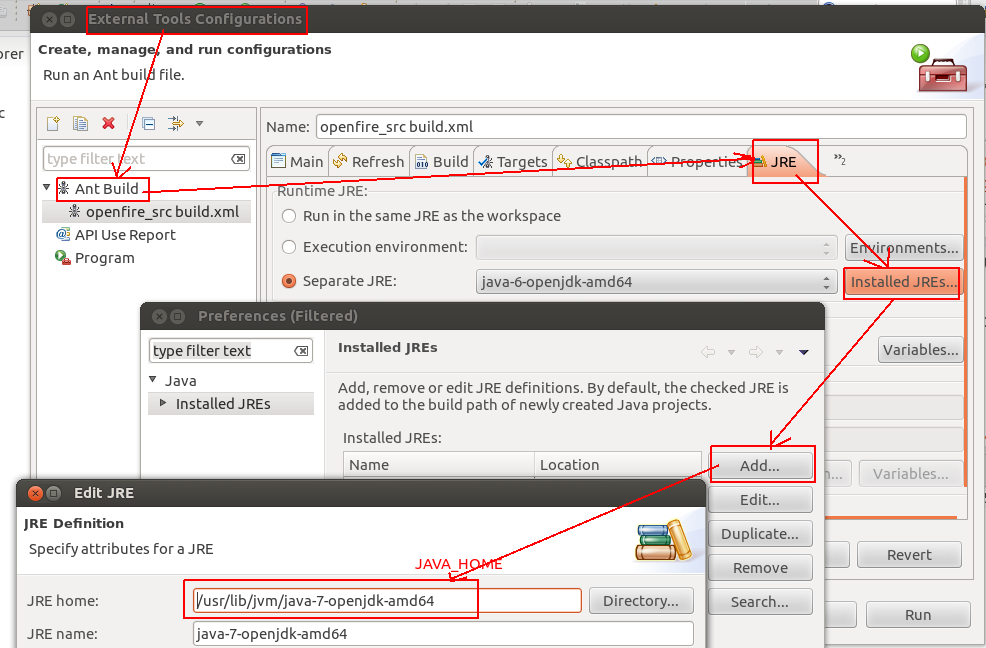 External Tools Configurations
orer
Create, manage, and run configurations
Run an Ant build file.
c
type filter text
Ant Build
openfire_src build.xml
API Use Report
Program
Name: openfire_src build.xml
Main Refresh Build Targets Classpath Properties JRE »2
Runtime JRE:
Run in the same JRE as the workspace
Execution environment: Environments...
Separate JRE: java-6-openjdk-amd64 Installed JREs...
Variables...
Variables...
Revert
Run
Preferences (Filtered)
type filter text
Java
Installed JREs
Installed JREs
Add, remove or edit JRE definitions. By default, the checked JRE is
added to the build path of newly created Java projects.
Installed JREs:
Name Location
Add...
Edit...
Duplicate...
Remove
Search...
Edit JRE
JRE Definition
Specify attributes for a JRE
JAVA_HOME
JRE home: /usr/lib/jvm/java-7-openjdk-amd64 Directory...
JRE name: java-7-openjdk-amd64